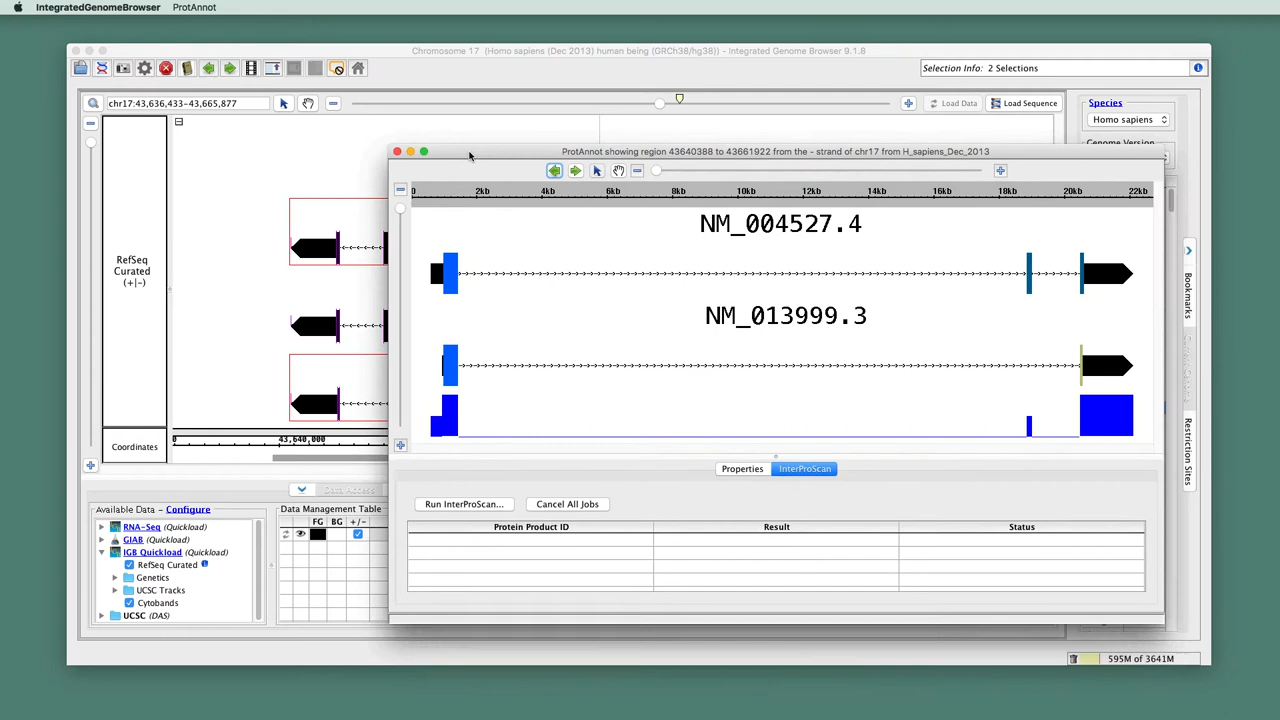 IntegratedGenomeBrowser ProtAnnot
Chromosome 17 (Homo sapiens (Dec 2013) human being (GRCh38/hg38)) - Integrated Genome Browser 9.1.8
Selection Info: 2 Selections
chr17:43,636,433-43,665,877
Load Data
Load Sequence
Species
Homo sapiens
Genome Version
RefSeq
Curated
(+|-)
Coordinates
0
43,640,000
ProtAnnot showing region 43640388 to 43661922 from the - strand of chr17 from H_sapiens_Dec_2013
0 2kb 4kb 6kb 8kb 10kb 12kb 14kb 16kb 18kb 20kb 22kb
NM_004527.4
NM_013999.3
Properties InterProScan
Run InterProScan... Cancel All Jobs
Protein Product ID Result Status
Bookmarks
Restriction Sites
Available Data - Configure
RNA-Seq (Quickload)
GIAB (Quickload)
IGB Quickload (Quickload)
RefSeq Curated
Genetics
UCSC Tracks
Cytobands
UCSC (DAS)
Data Access
Data Management Table
FG BG +/-
595M of 3641M